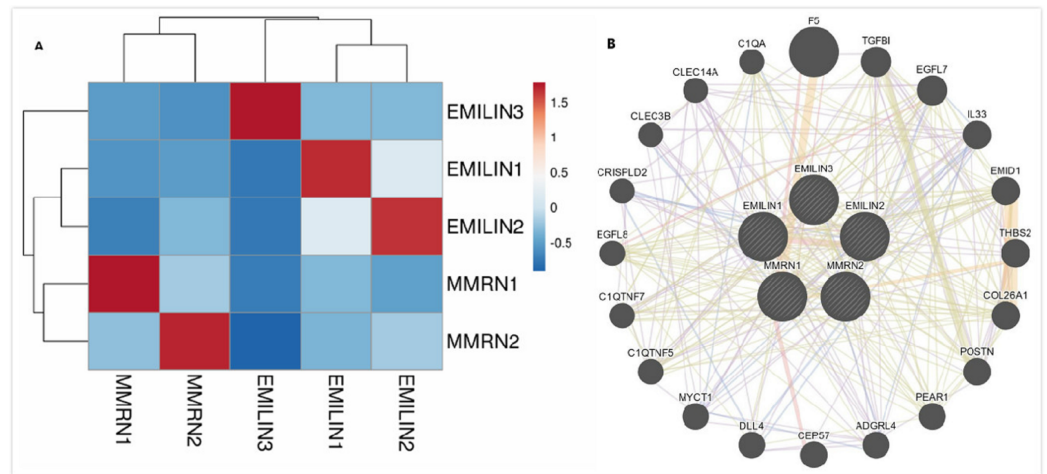 A
EMILIN3
EMILIN1
EMILIN2
MMRN1
MMRN2
MMRN1
MMRN2
EMILIN3
EMILIN1
EMILIN2
1.5
1
0.5
0
-0.5
B
F5
C1QA
TGFBI
CLEC14A
EGFL7
CLEC3B
IL33
CRISPLD2
EMID1
EMILIN3
EMILIN1
EMILIN2
EGFL8
THBS2
MMRN1
MMRN2
C1QTNF7
COL26A1
C1QTNF5
POSTN
MYCT1
PEAR1
DLL4
ADGRL4
CEP57